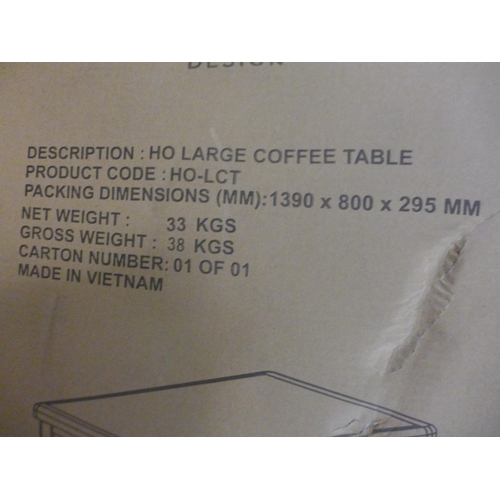 DESIGN
DESCRIPTION : HO LARGE COFFEE TABLE
PRODUCT CODE : HO-LCT
PACKING DIMENSIONS (MM):1390 x 800 x 295 MM
NET WEIGHT : 33 KGS
GROSS WEIGHT : 38 KGS
CARTON NUMBER: 01 OF 01
MADE IN VIETNAM